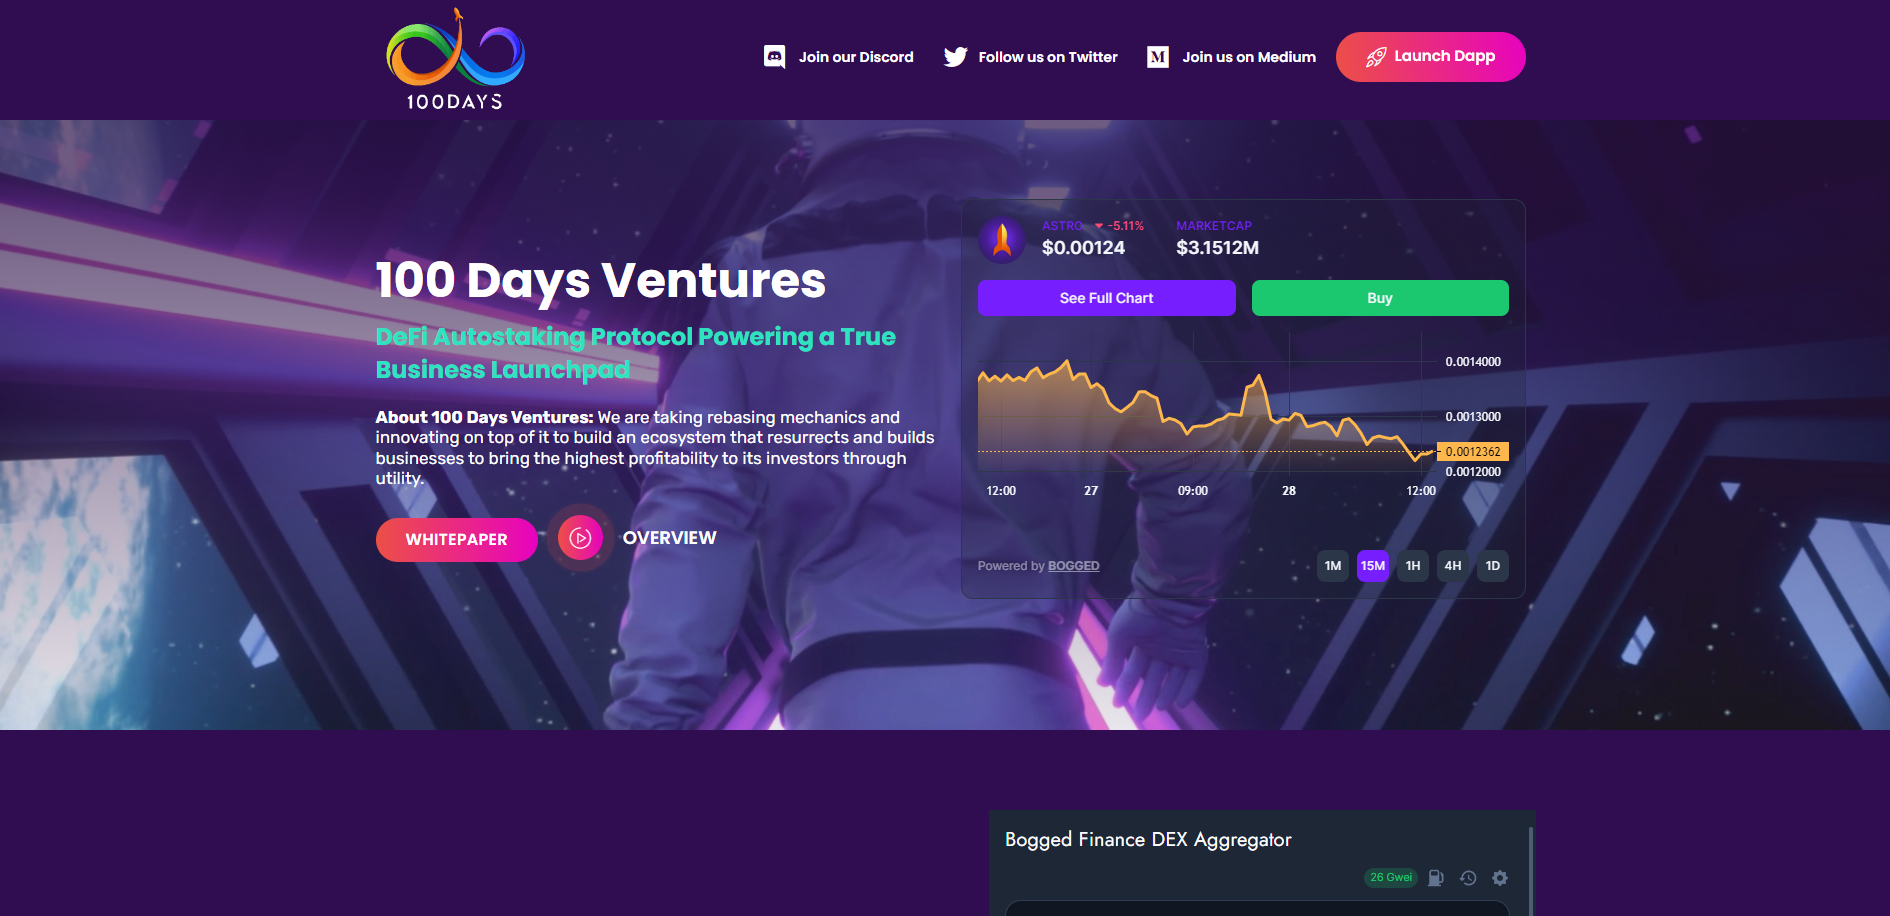 100DAYS
Join our Discord
Follow us on Twitter
M
Join us on Medium
Launch Dapp
100 Days Ventures
DeFi Autostaking Protocol Powering a True
Business Launchpad
About 100 Days Ventures: We are taking rebasing mechanics and
innovating on top of it to build an ecosystem that resurrects and builds
businesses to bring the highest profitability to its investors through
utility.
WHITEPAPER
OVERVIEW
ASTRO -5.11%
$0.00124
MARKETCAP
$3.1512M
See Full Chart
Buy
0.0014000
0.0013000
0.0012362
0.0012000
12:00 27 09:00 28 12:00
Powered by BOGGED
1M 15M 1H 4H 1D
Bogged Finance DEX Aggregator
26 Gwei